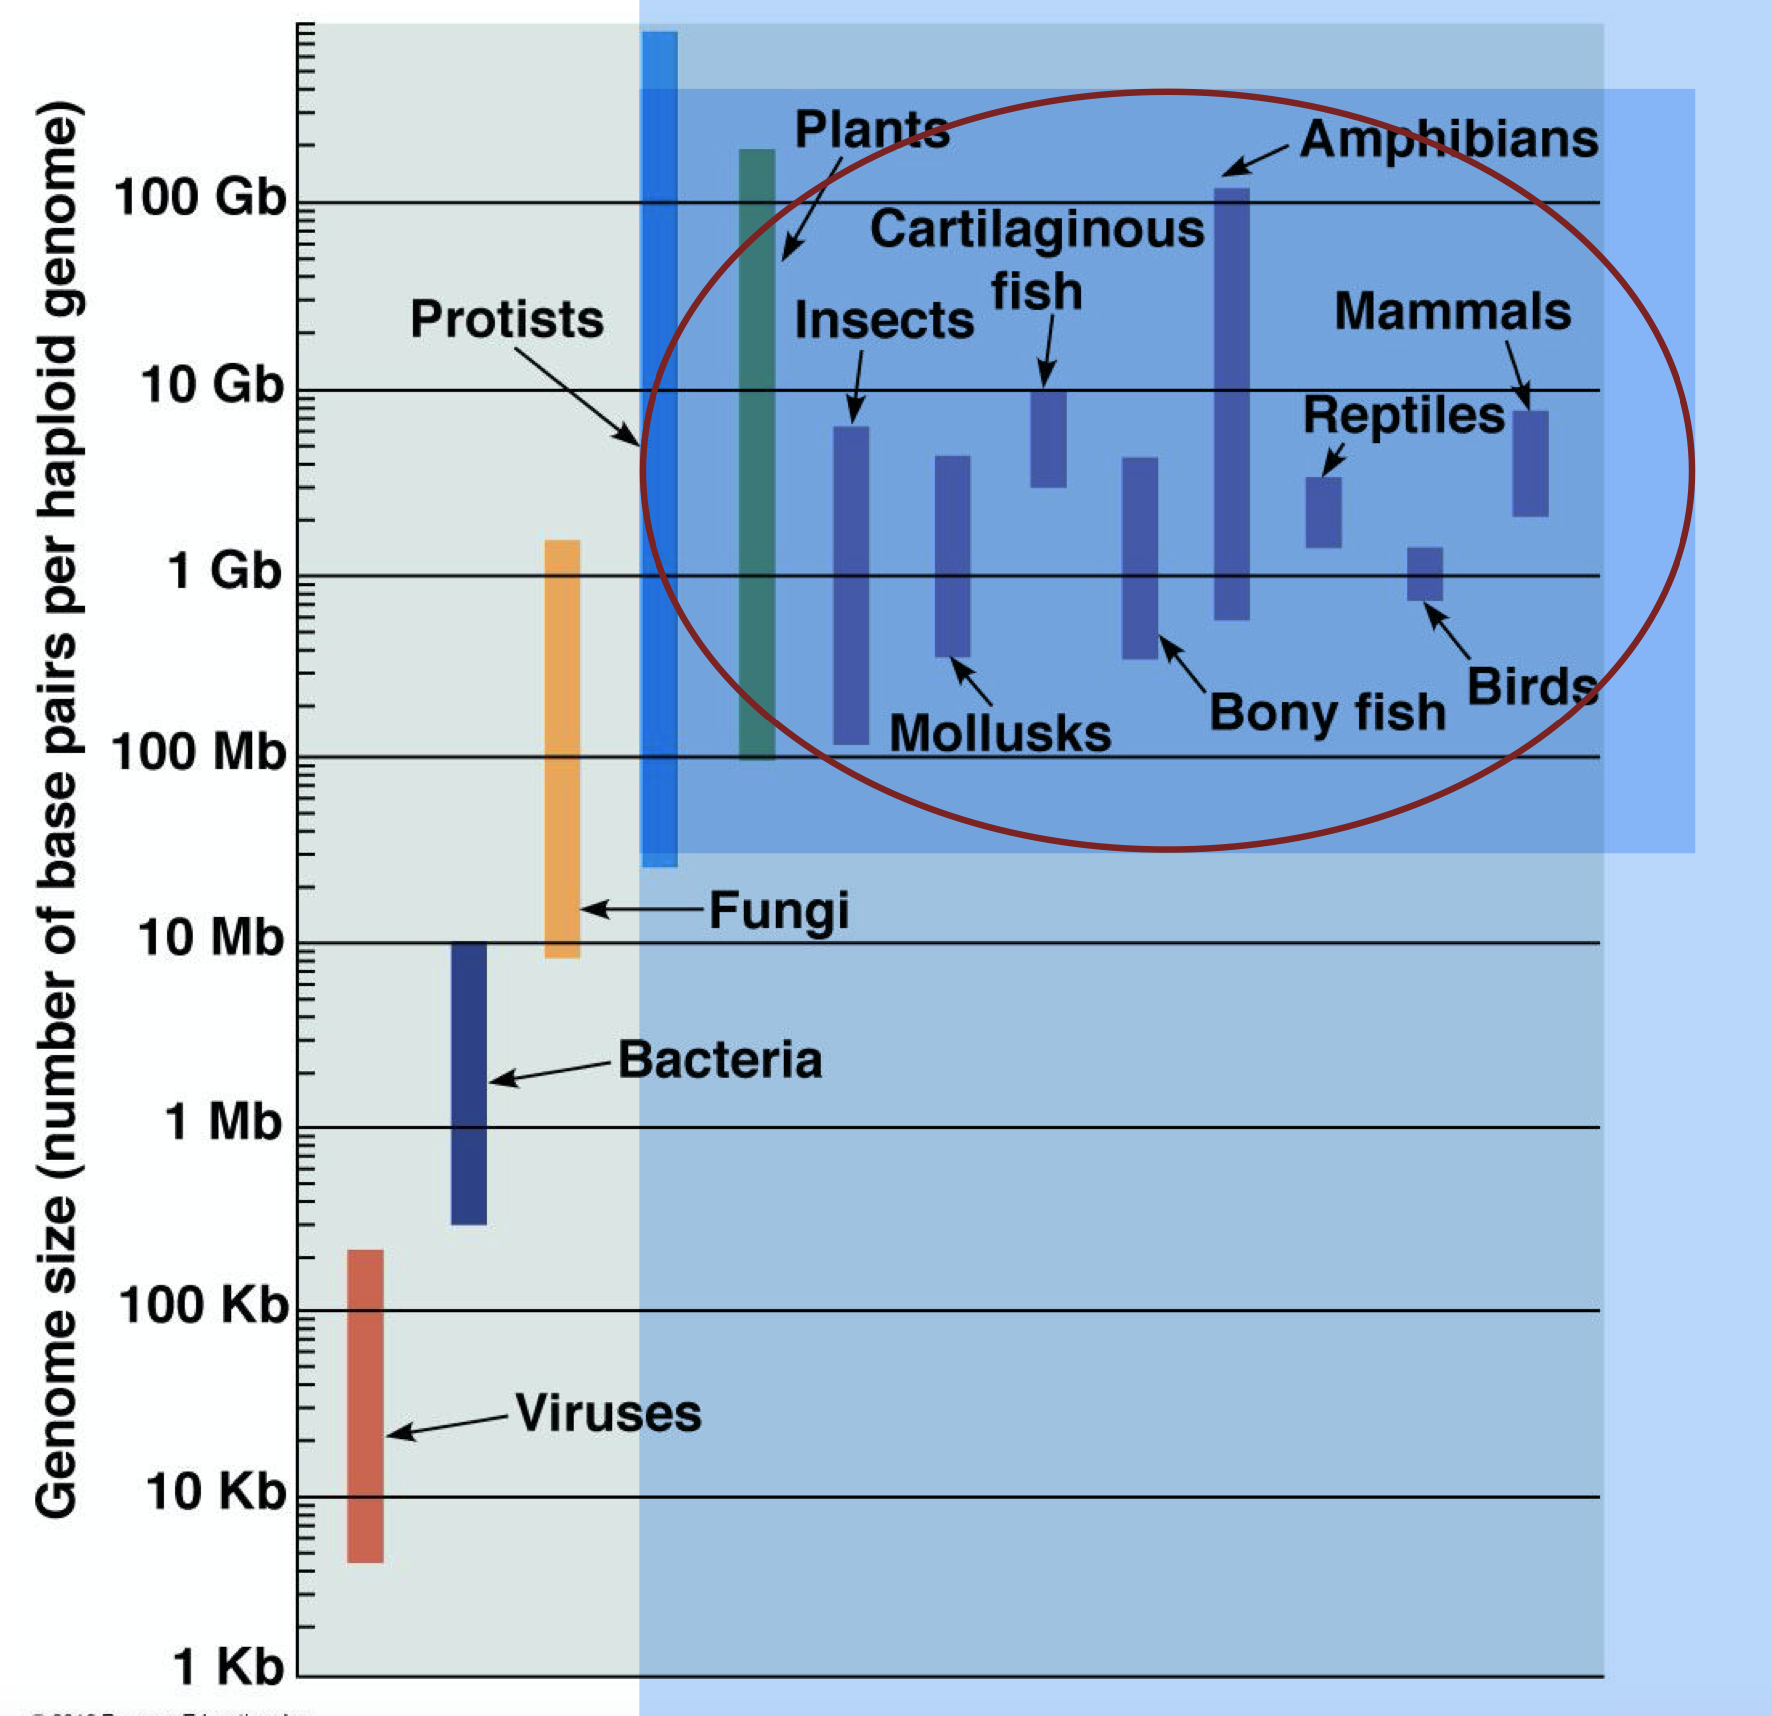 Genome size (number of base pairs per haploid genome)
100 Gb
10 Gb
1 Gb
100 Mb
10 Mb
1 Mb
100 Kb
10 Kb
1 Kb
Plants
Amphibians
Cartilaginous
fish
Protists
Insects
Mammals
Reptiles
Mollusks
Bony fish
Birds
Fungi
Bacteria
Viruses